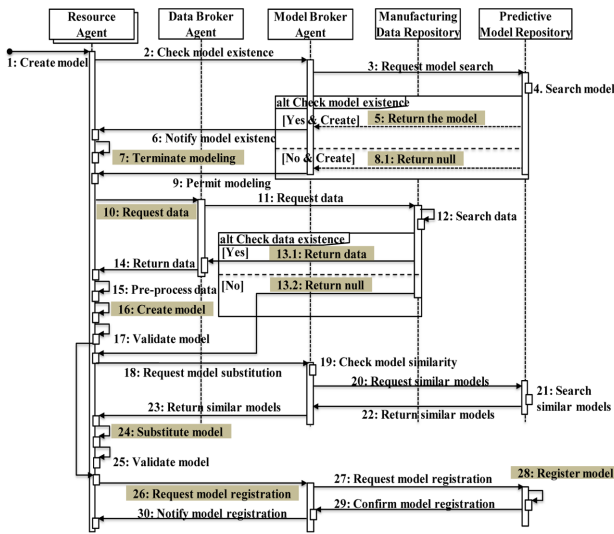 Resource Agent
Data Broker Agent
Model Broker Agent
Manufacturing Data Repository
Predictive Model Repository
1: Create model
2: Check model existence
3: Request model search
4. Search model
alt Check model existence
[Yes & Create]
5: Return the model
6: Notify model existenc
7: Terminate modeling
[No & Create]
8.1: Return null
9: Permit modeling
10: Request data
11: Request data
12: Search data
alt Check data existence
[Yes]
13.1: Return data
14: Return data
15: Pre-process data
[No]
13.2: Return null
16: Create model
17: Validate model
18: Request model substitution
19: Check model similarity
20: Request similar models
21: Search similar models
22: Return similar models
23: Return similar models
24: Substitute model
25: Validate model
26: Request model registration
27: Request model registration
28: Register model
29: Confirm model registration
30: Notify model registration